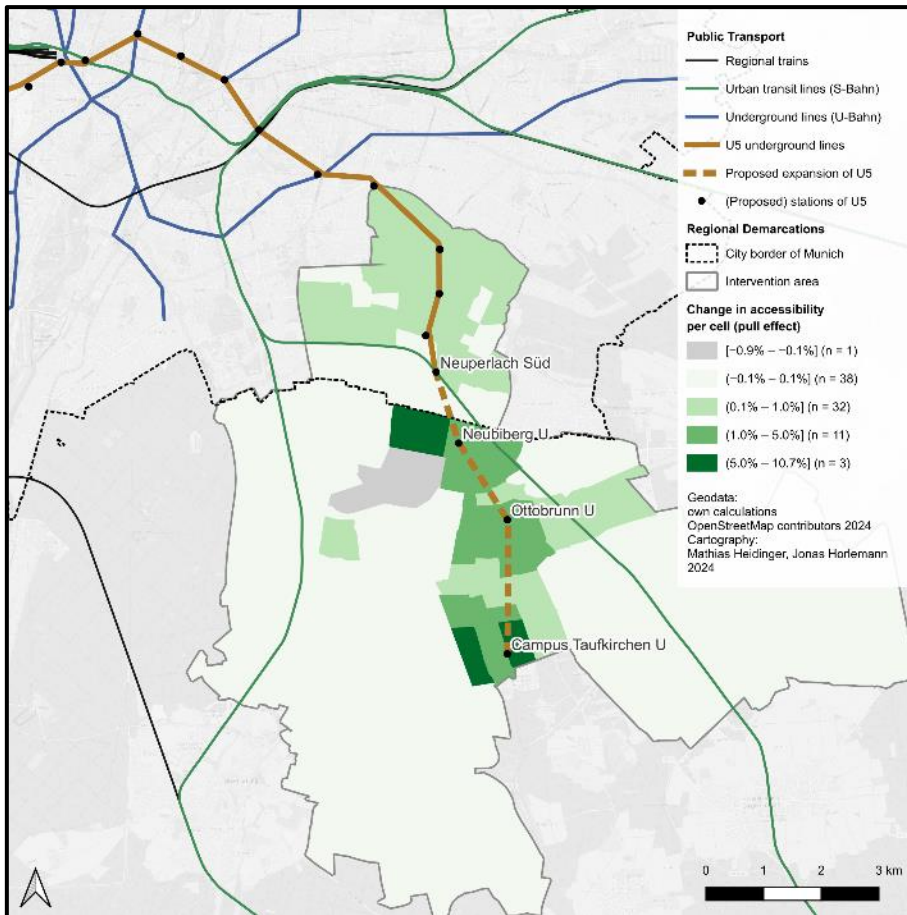 Public Transport
Regional trains
Urban transit lines (S-Bahn)
Underground lines (U-Bahn)
U5 underground lines
Proposed expansion of U5
(Proposed) stations of U5
Regional Demarcations
City border of Munich
Intervention area
Change in accessibility
per cell (pull effect)
[−0.9% – −0.1%] (n = 1)
(−0.1% – 0.1%] (n = 38)
(0.1% – 1.0%] (n = 32)
(1.0% – 5.0%] (n = 11)
(5.0% – 10.7%] (n = 3)
Geodata:
own calculations
OpenStreetMap contributors 2024
Cartography:
Mathias Heidinger, Jonas Horlemann
2024
Neuperlach Süd
Neubiberg U
Ottobrunn U
Campus Taufkirchen U
0 1 2 3 km